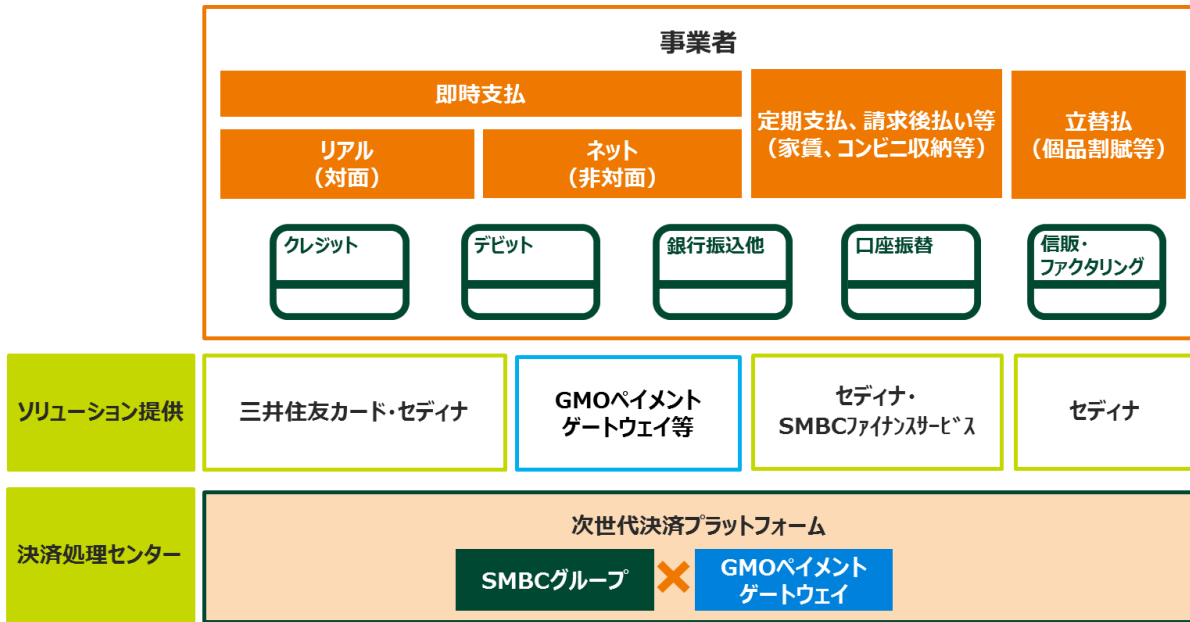 事業者
即時支払
リアル
（対面）
ネット
（非対面）
定期支払、請求後払い等
（家賃、コンビニ収納等）
立替払
（個品割賦等）
クレジット
デビット
銀行振込他
口座振替
信販・
ファクタリング
ソリューション提供
三井住友カード・セディナ
GMOペイメント
ゲートウェイ等
セディナ・
SMBCﾌｧｲﾅﾝｽｻｰﾋﾞｽ
セディナ
決済処理センター
次世代決済プラットフォーム
SMBCグループ
×
GMOペイメント
ゲートウェイ